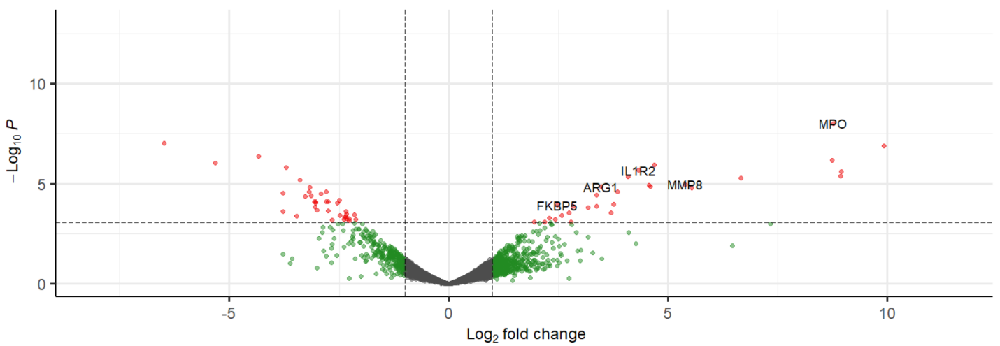 10
5
0
− Log10 P
MPO
IL1R2
ARG1
MMP8
FKBP5
-5
0
5
10
Log2 fold change